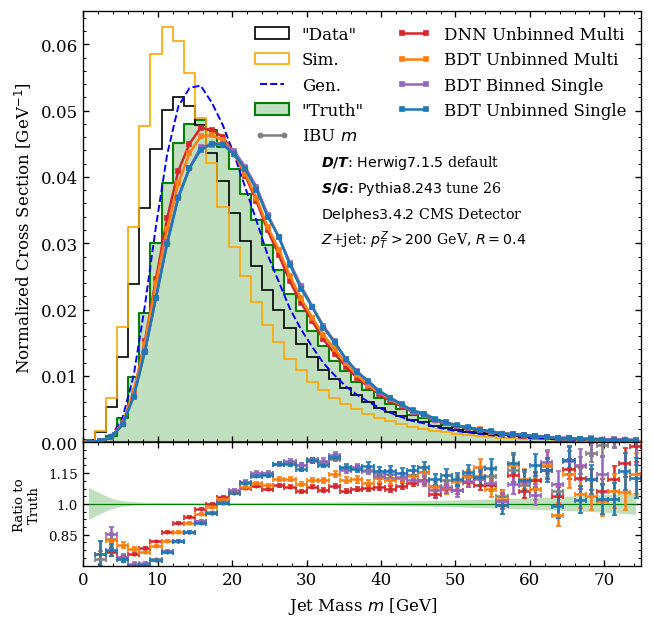 0.06
0.05
0.04
0.03
0.02
0.01
0.00
Normalized Cross Section [GeV⁻¹]
"Data"
Sim.
Gen.
"Truth"
IBU m
DNN Unbinned Multi
BDT Unbinned Multi
BDT Binned Single
BDT Unbinned Single
D/T: Herwig7.1.5 default
S/G: Pythia8.243 tune 26
Delphes3.4.2 CMS Detector
Z+jet: p_T^Z > 200 GeV, R = 0.4
1.15
1.0
0.85
Ratio to
Truth
0 10 20 30 40 50 60 70
Jet Mass m [GeV]